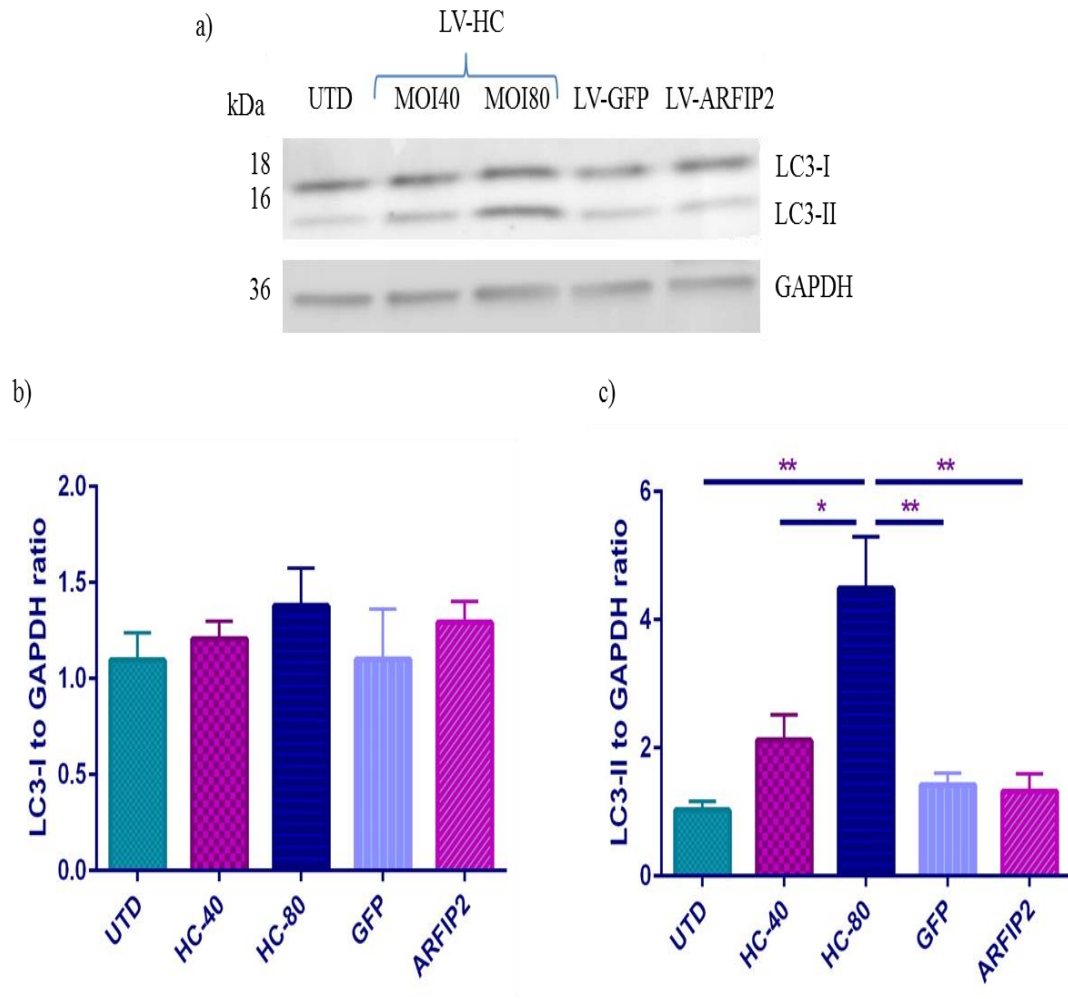 a)
LV-HC
kDa UTD MOI40 MOI80 LV-GFP LV-ARFIP2
18 LC3-I
16 LC3-II
36 GAPDH
b)
LC3-I to GAPDH ratio
2.0
1.5
1.0
0.5
0.0
UTD HC-40 HC-80 GFP ARFIP2
c)
LC3-II to GAPDH ratio
** **
* **
6
4
2
0
UTD HC-40 HC-80 GFP ARFIP2